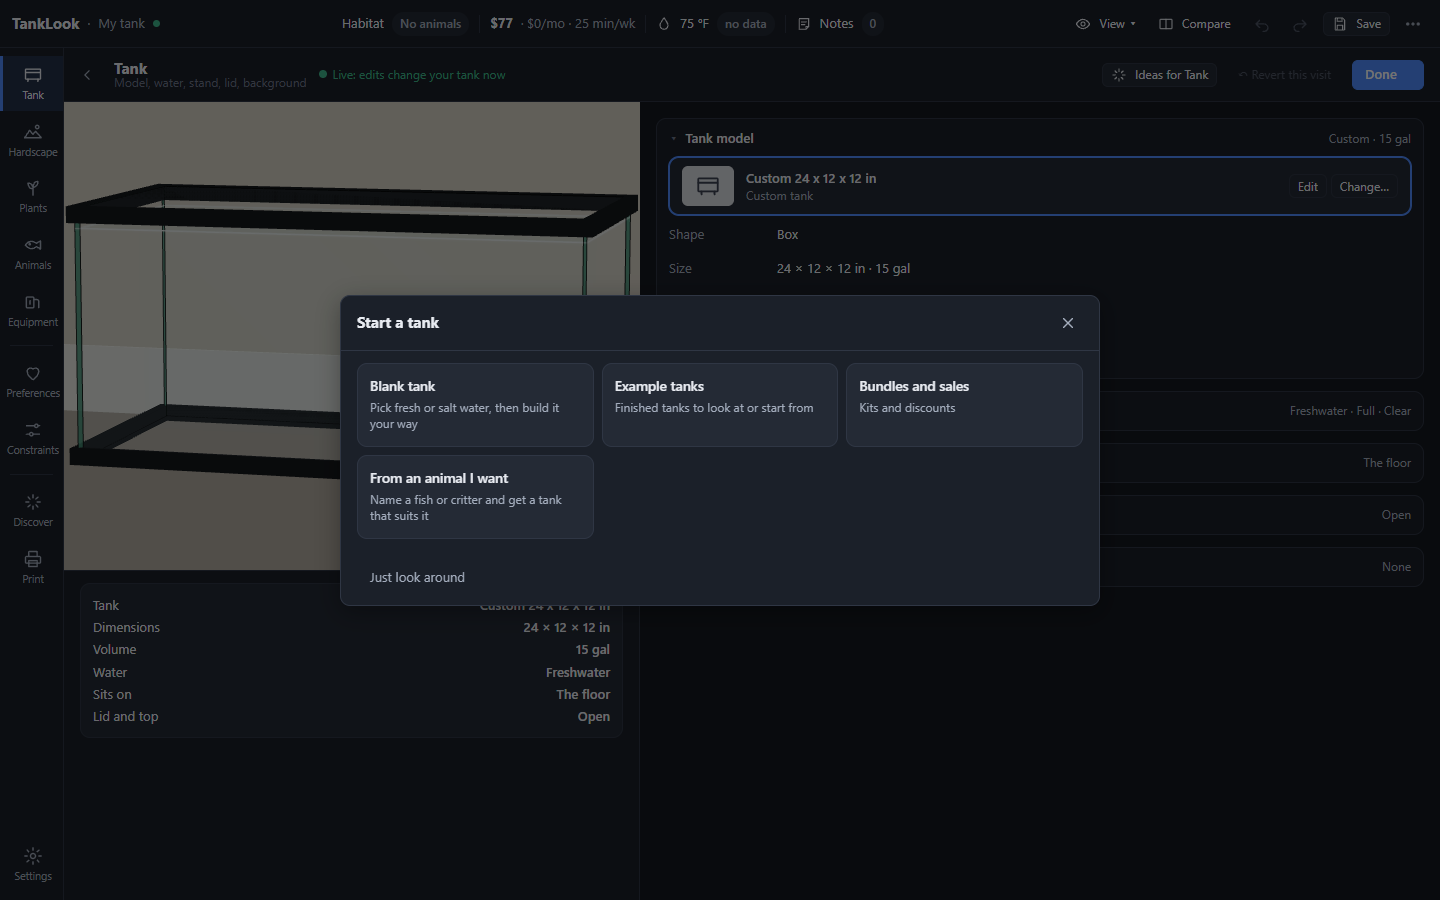 TankLook · My tank
Habitat No animals $77 · $0/mo · 25 min/wk 75 °F no data Notes 0
View Compare Save
Tank
Model, water, stand, lid, background
Live: edits change your tank now
Ideas for Tank
Revert this visit
Done
Tank
Hardscape
Plants
Animals
Equipment
Preferences
Constraints
Discover
Print
Settings
Tank model
Custom · 15 gal
Custom 24 x 12 x 12 in
Custom tank
Edit
Change...
Shape Box
Size 24 × 12 × 12 in · 15 gal
Freshwater · Full · Clear
The floor
Open
None
Start a tank
Blank tank
Pick fresh or salt water, then build it
your way
Example tanks
Finished tanks to look at or start from
Bundles and sales
Kits and discounts
From an animal I want
Name a fish or critter and get a tank
that suits it
Just look around
Tank Custom 24 x 12 x 12 in
Dimensions 24 × 12 × 12 in
Volume 15 gal
Water Freshwater
Sits on The floor
Lid and top Open